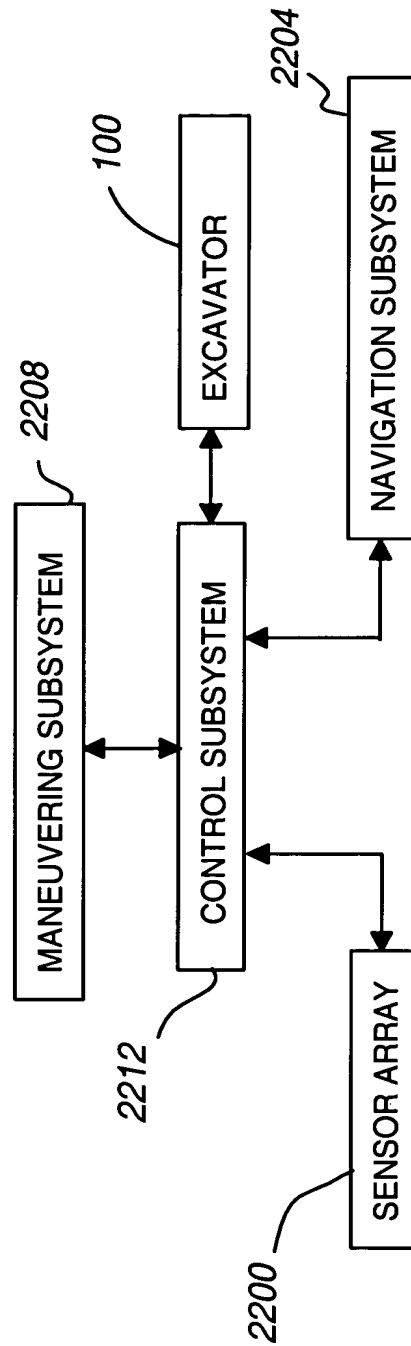 2208
MANEUVERING SUBSYSTEM
100
EXCAVATOR
2212
CONTROL SUBSYSTEM
2204
NAVIGATION SUBSYSTEM
2200
SENSOR ARRAY